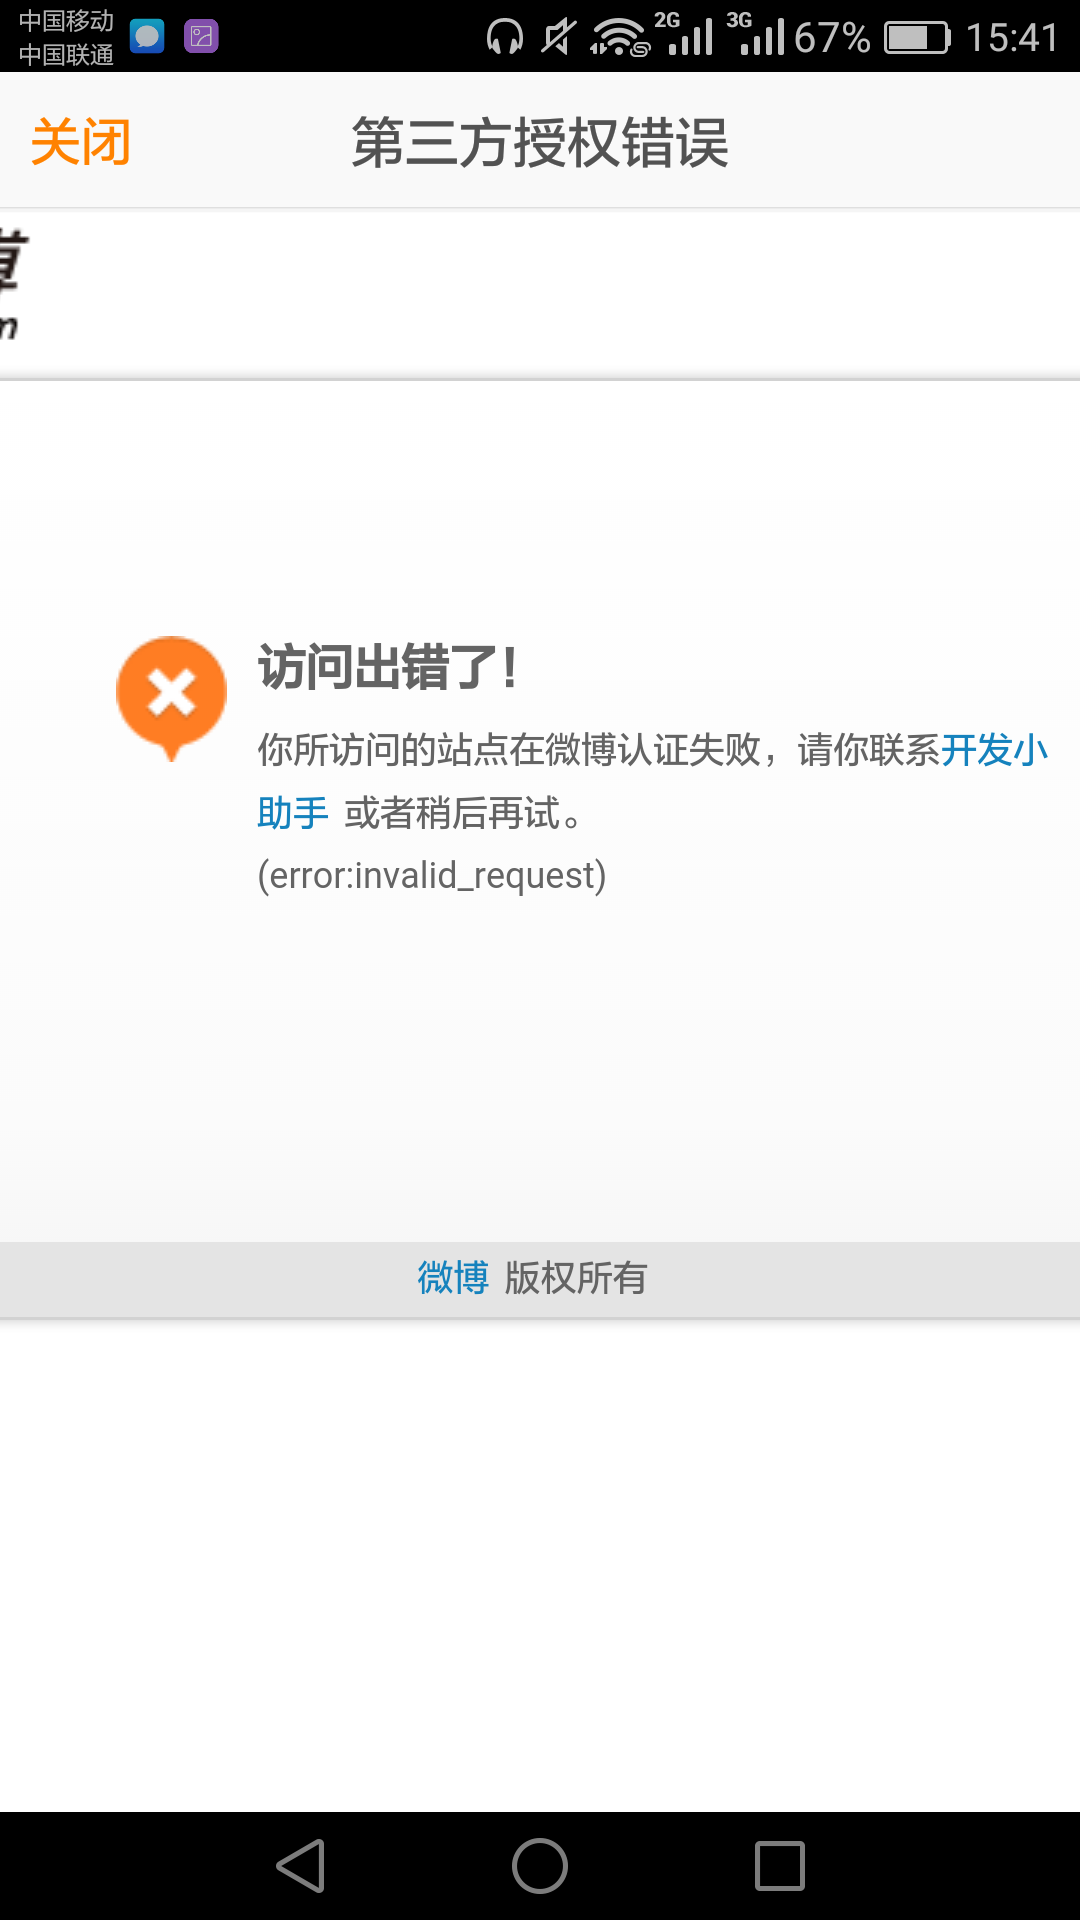 中国移动
中国联通
2G
3G
67%
15:41
关闭
第三方授权错误
访问出错了!
你所访问的站点在微博认证失败，请你联系开发小
助手 或者稍后再试。
(error:invalid_request)
微博 版权所有